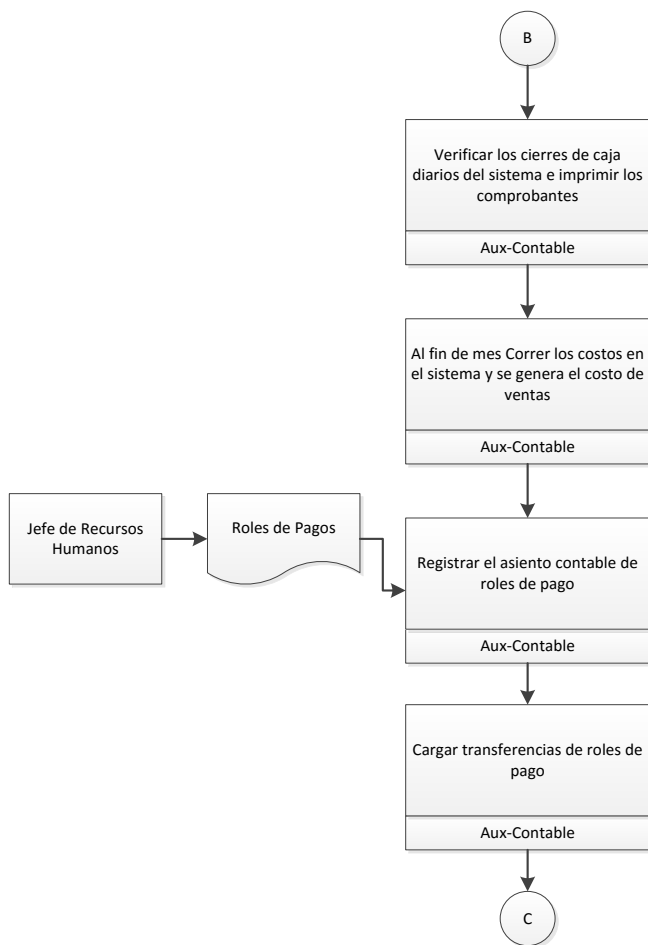 B
Verificar los cierres de caja
diarios del sistema e imprimir los
comprobantes
Aux-Contable
Al fin de mes Correr los costos en
el sistema y se genera el costo de
ventas
Aux-Contable
Jefe de Recursos
Humanos
Roles de Pagos
Registrar el asiento contable de
roles de pago
Aux-Contable
Cargar transferencias de roles de
pago
Aux-Contable
C